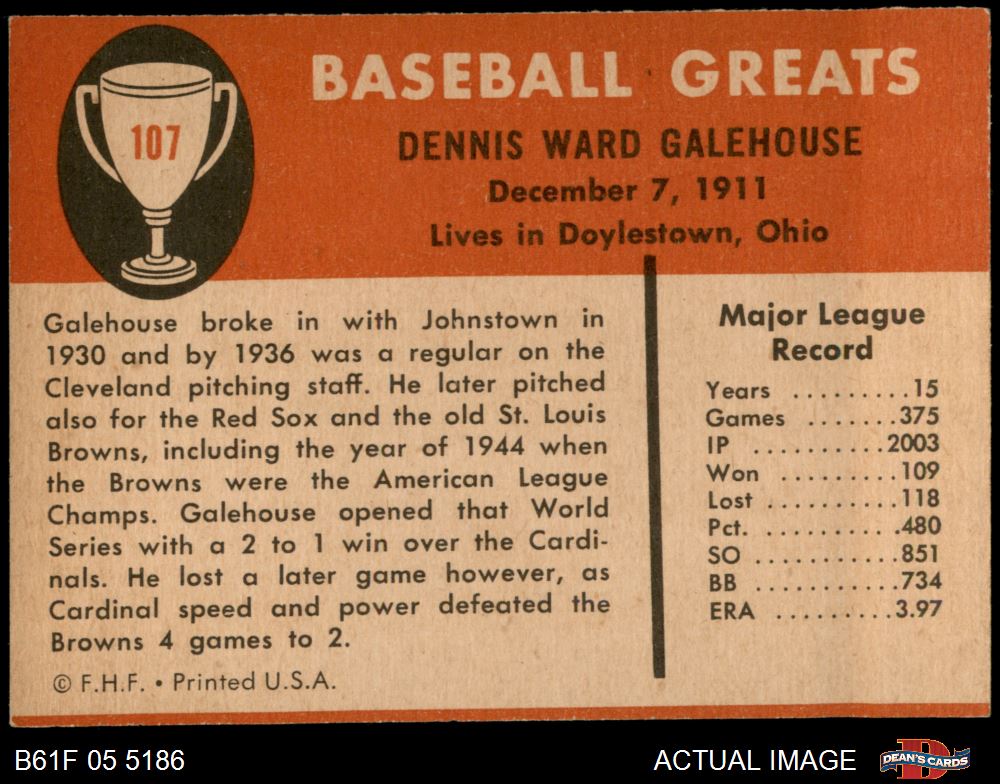 107
BASEBALL GREATS
DENNIS WARD GALEHOUSE
December 7, 1911
Lives in Doylestown, Ohio
Galehouse broke in with Johnstown in
1930 and by 1936 was a regular on the
Cleveland pitching staff. He later pitched
also for the Red Sox and the old St. Louis
Browns, including the year of 1944 when
the Browns were the American League
Champs. Galehouse opened that World
Series with a 2 to 1 win over the Cardi-
nals. He lost a later game however, as
Cardinal speed and power defeated the
Browns 4 games to 2.
© F.H.F. • Printed U.S.A.
Major League
Record
Years .........15
Games .......375
IP ..........2003
Won .........109
Lost .........118
Pct. .........480
SO ..........851
BB ..........734
ERA ........3.97
B61F 05 5186
ACTUAL IMAGE
D
DEAN'S CARDS